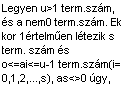 Legyen u>1 term.szám,
és a nem0 term.szám. Ek
kor 1értelműen létezik s
term. szám és
o<=ai<=u-1 term.szám(i=
0,1,2,...,s), as<>0 úgy,